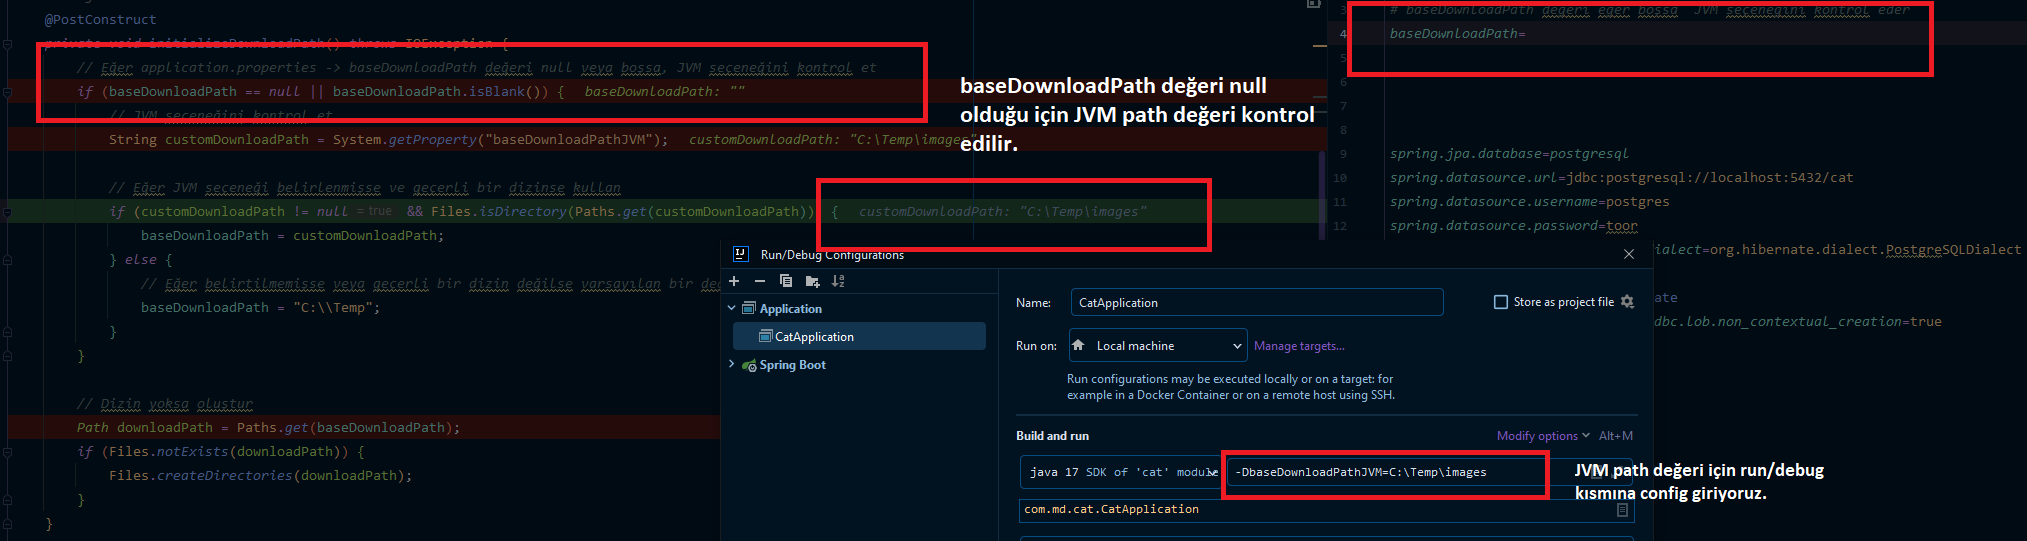 @PostConstruct
private void initializeDownloadPath() throws IOException {
// Eğer application.properties -> baseDownloadPath değeri null veya bossa, JVM seçeneğini kontrol et
if (baseDownloadPath == null || baseDownloadPath.isBlank()) {   baseDownloadPath: ""
// JVM seçeneğini kontrol et
String customDownloadPath = System.getProperty("baseDownloadPathJVM");   customDownloadPath: "C:\Temp\images"
// Eğer JVM seçeneği belirlenmisse ve geçerli bir dizinse kullan
if (customDownloadPath != null = true && Files.isDirectory(Paths.get(customDownloadPath)) {   customDownloadPath: "C:\Temp\images"
baseDownloadPath = customDownloadPath;
} else {
// Eğer belirtilmemisse veya geçerli bir dizin değilse varsayılan bir
baseDownloadPath = "C:\\Temp";
}
}
// Dizin yoksa olustur
Path downloadPath = Paths.get(baseDownloadPath);
if (Files.notExists(downloadPath)) {
Files.createDirectories(downloadPath);
}
}
baseDownloadPath değeri null
olduğu için JVM path değeri kontrol
edilir.
3 # baseDownloadPath değeri eğer bossa JVM seçeneğini kontrol eder
4 baseDownloadPath=
5
6
7
8
9 spring.jpa.database=postgresql
10 spring.datasource.url=jdbc:postgresql://localhost:5432/cat
11 spring.datasource.username=postgres
12 spring.datasource.password=toor
ialect=org.hibernate.dialect.PostgreSQLDialect
ate
dbc.lob.non_contextual_creation=true
IJ Run/Debug Configurations
Application
CatApplication
Spring Boot
Name: CatApplication
Store as project file
Run on: Local machine
Manage targets...
Run configurations may be executed locally or on a target: for
example in a Docker Container or on a remote host using SSH.
Build and run
Modify options Alt+M
java 17 SDK of 'cat' module
-DbaseDownloadPathJVM=C:\Temp\images
com.md.cat.CatApplication
JVM path değeri için run/debug
kısmına config giriyoruz.